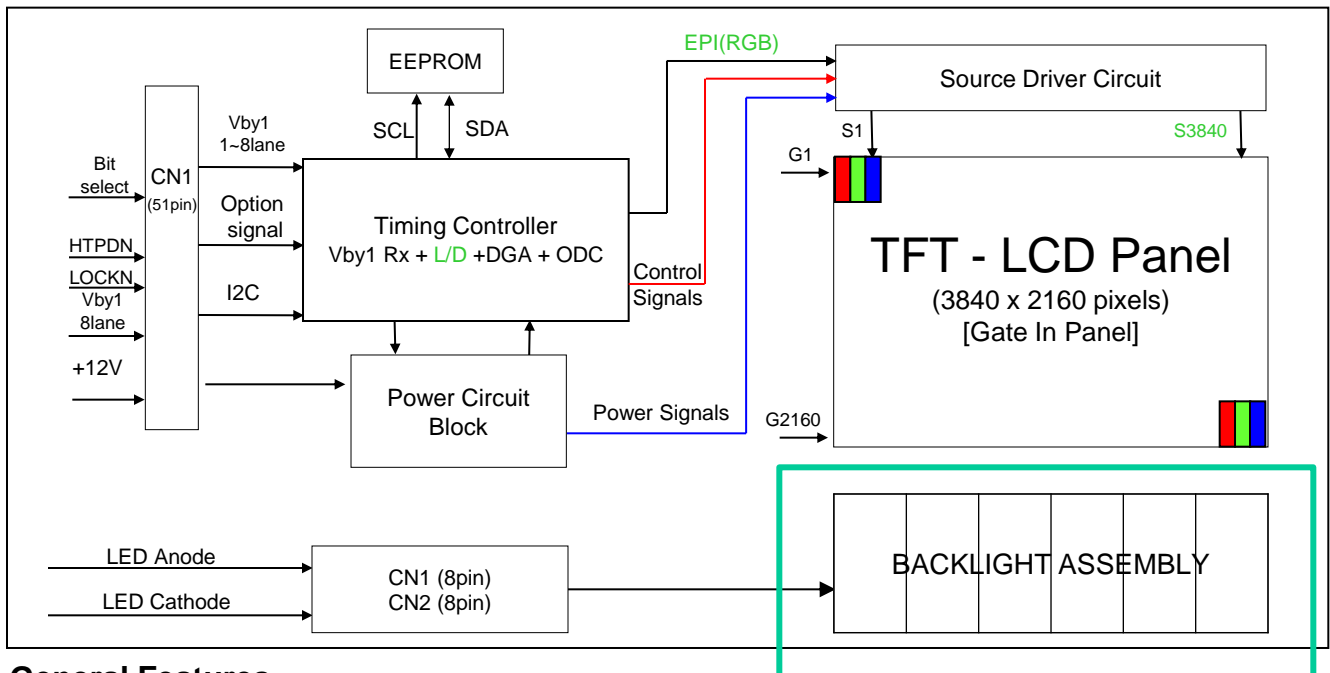 EPI(RGB)
EEPROM
Source Driver Circuit
SCL
SDA
Vby1
1~8lane
S1
S3840
Bit
select
CN1
(51pin)
G1
Option
signal
Timing Controller
Vby1 Rx + L/D +DGA + ODC
TFT - LCD Panel
(3840 x 2160 pixels)
[Gate In Panel]
HTPDN
LOCKN
Vby1
8lane
I2C
Control
Signals
+12V
Power Circuit
Block
Power Signals
G2160
LED Anode
LED Cathode
CN1 (8pin)
CN2 (8pin)
BACKLIGHT ASSEMBLY
General Features